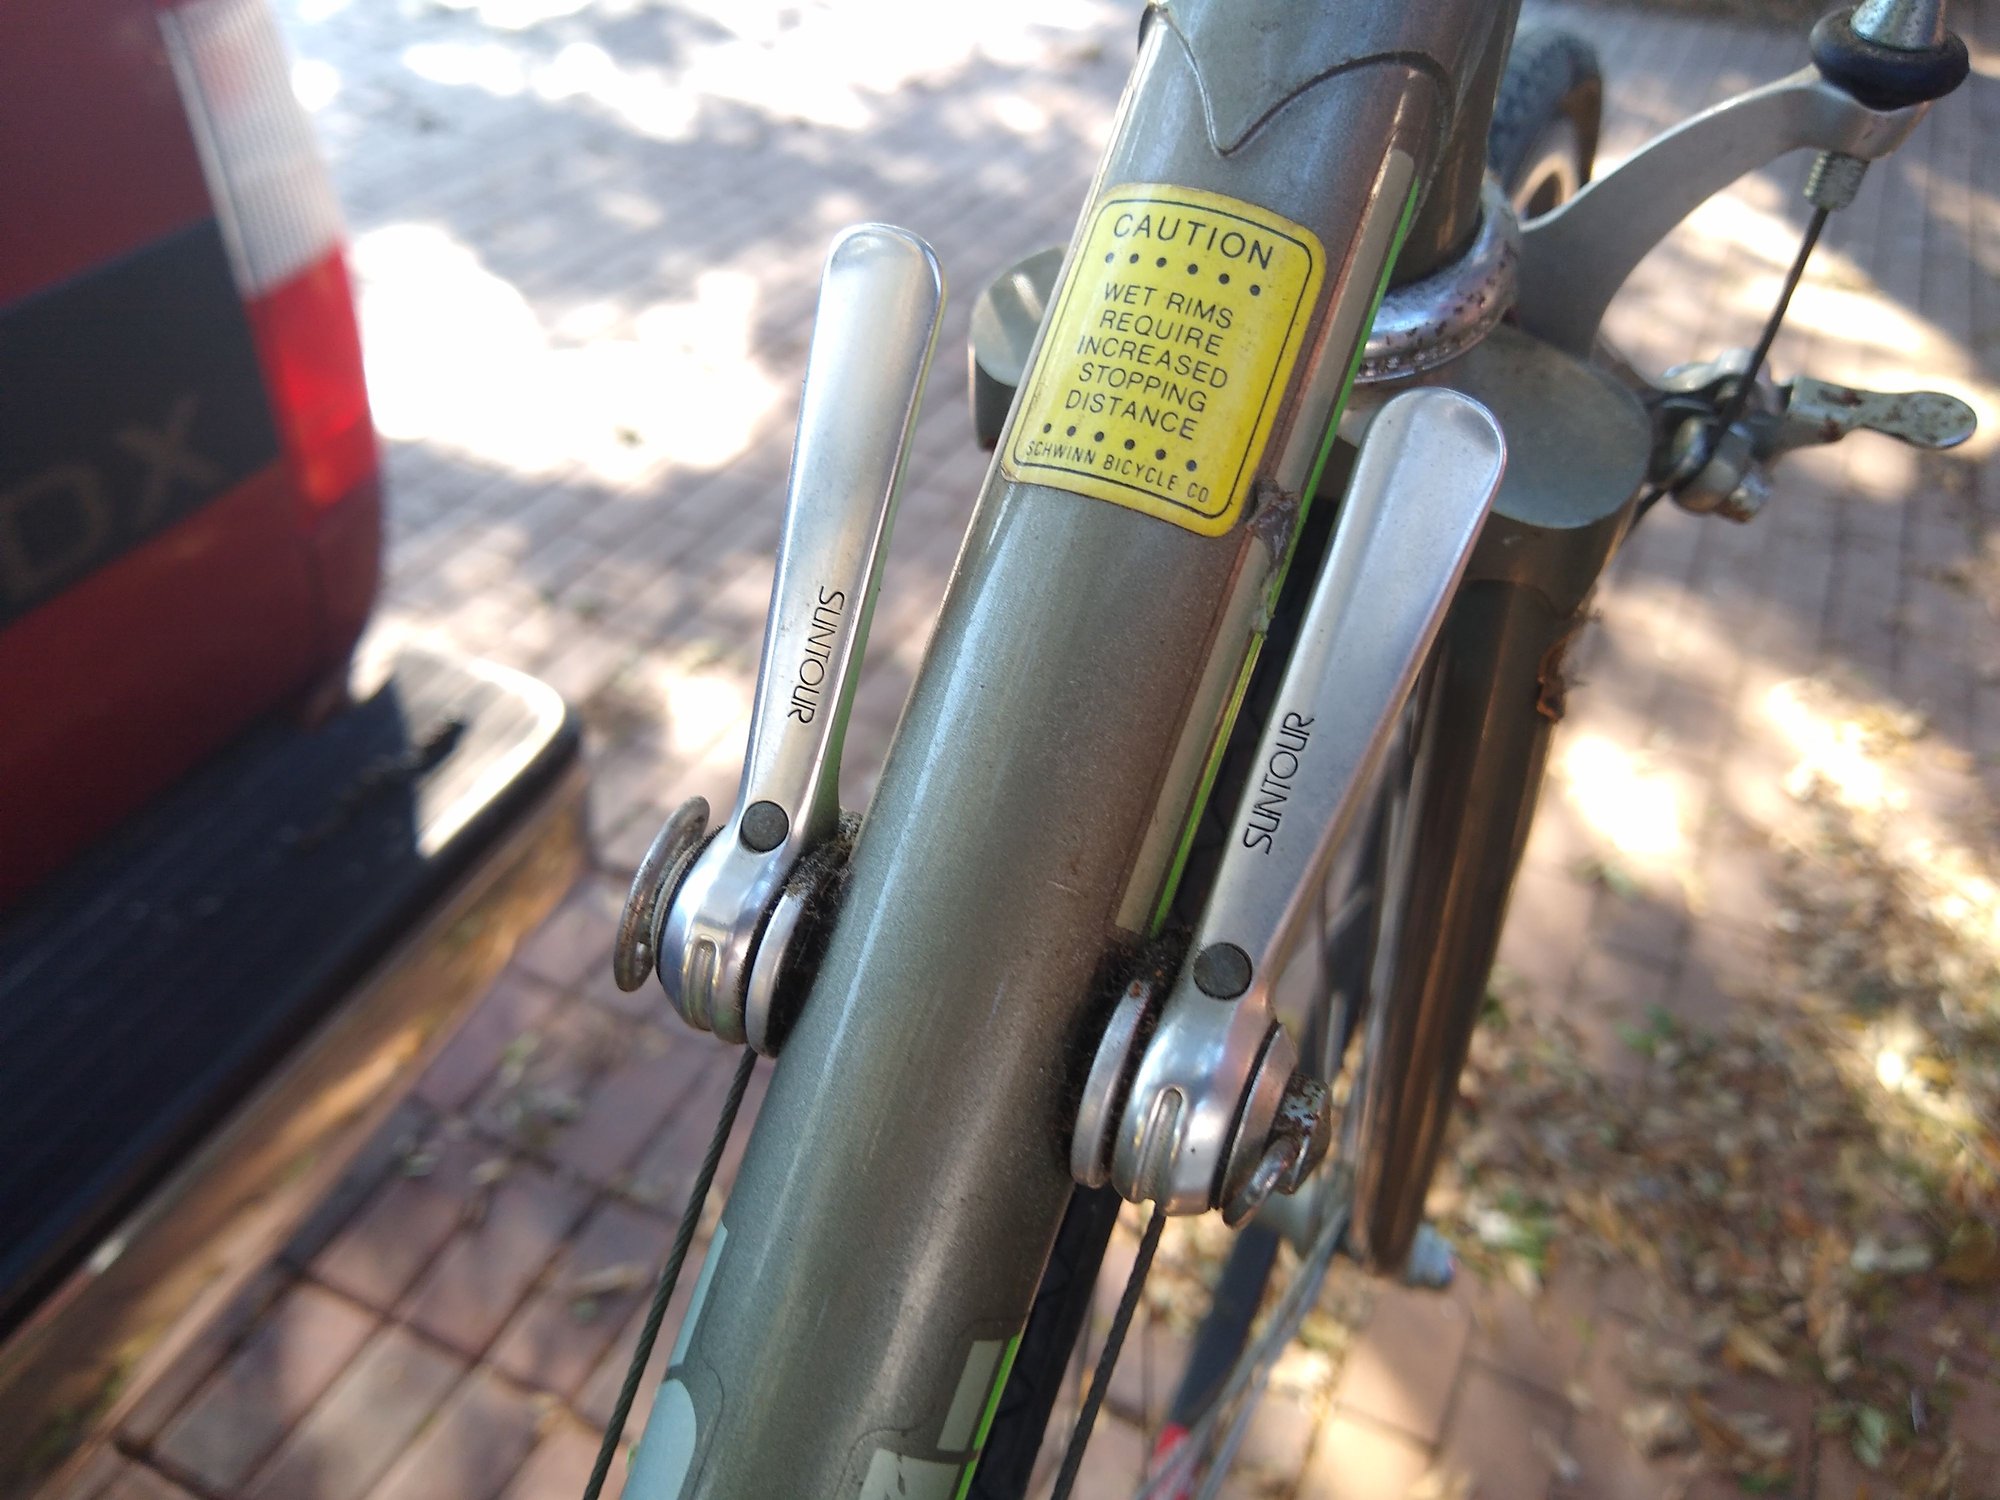 CAUTION
WET RIMS
REQUIRE
INCREASED
STOPPING
DISTANCE
SCHWINN BICYCLE CO
SUNTOUR
SUNTOUR
DX